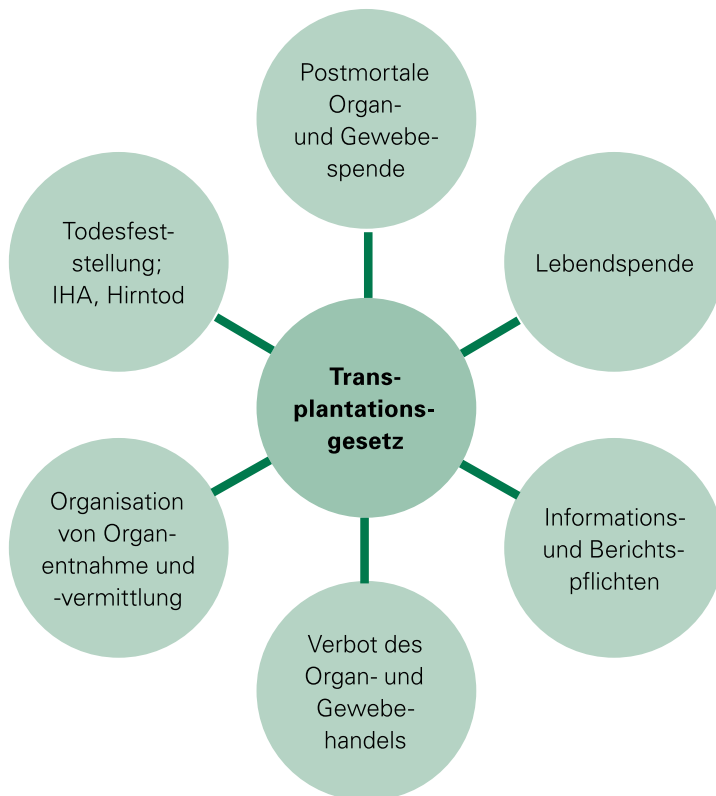 Postmortale
Organ-
und Gewebe-
spende
Todesfest-
stellung;
IHA, Hirntod
Lebendspende
Trans-
plantations-
gesetz
Organisation
von Organ-
entnahme und
-vermittlung
Informations-
und Berichts-
pflichten
Verbot des
Organ- und
Gewebe-
handels